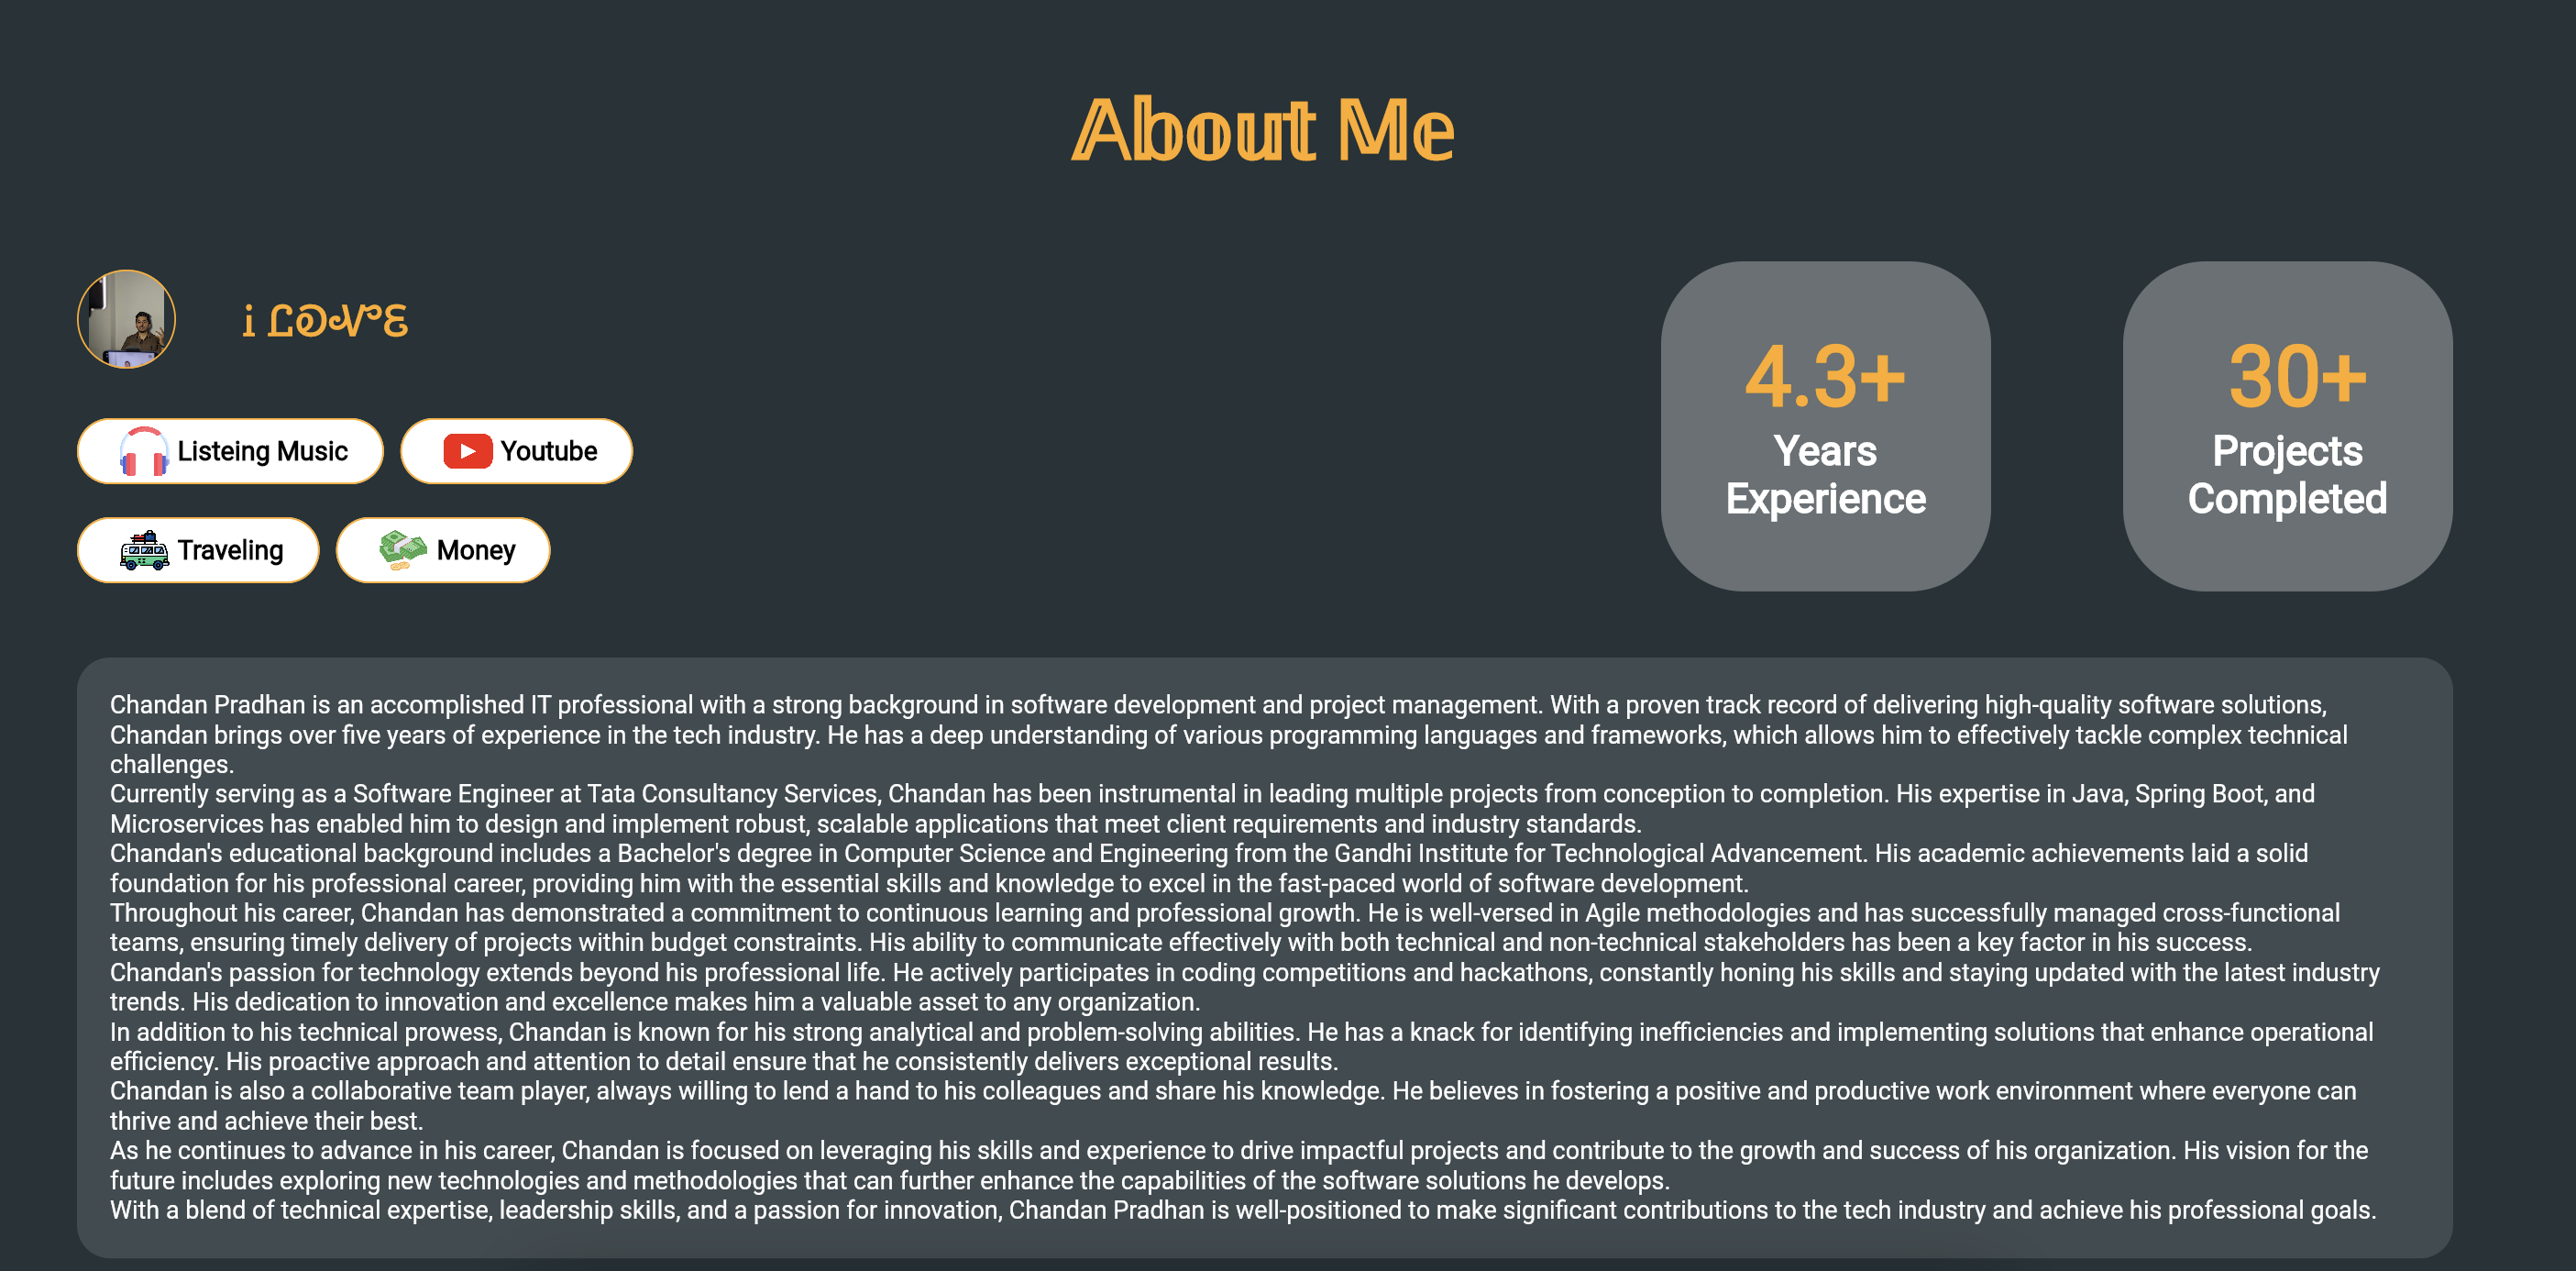 About Me
i LOVE
Listeing Music
Youtube
Traveling
Money
4.3+
Years
Experience
30+
Projects
Completed
Chandan Pradhan is an accomplished IT professional with a strong background in software development and project management. With a proven track record of delivering high-quality software solutions,
Chandan brings over five years of experience in the tech industry. He has a deep understanding of various programming languages and frameworks, which allows him to effectively tackle complex technical
challenges.
Currently serving as a Software Engineer at Tata Consultancy Services, Chandan has been instrumental in leading multiple projects from conception to completion. His expertise in Java, Spring Boot, and
Microservices has enabled him to design and implement robust, scalable applications that meet client requirements and industry standards.
Chandan's educational background includes a Bachelor's degree in Computer Science and Engineering from the Gandhi Institute for Technological Advancement. His academic achievements laid a solid
foundation for his professional career, providing him with the essential skills and knowledge to excel in the fast-paced world of software development.
Throughout his career, Chandan has demonstrated a commitment to continuous learning and professional growth. He is well-versed in Agile methodologies and has successfully managed cross-functional
teams, ensuring timely delivery of projects within budget constraints. His ability to communicate effectively with both technical and non-technical stakeholders has been a key factor in his success.
Chandan's passion for technology extends beyond his professional life. He actively participates in coding competitions and hackathons, constantly honing his skills and staying updated with the latest industry
trends. His dedication to innovation and excellence makes him a valuable asset to any organization.
In addition to his technical prowess, Chandan is known for his strong analytical and problem-solving abilities. He has a knack for identifying inefficiencies and implementing solutions that enhance operational
efficiency. His proactive approach and attention to detail ensure that he consistently delivers exceptional results.
Chandan is also a collaborative team player, always willing to lend a hand to his colleagues and share his knowledge. He believes in fostering a positive and productive work environment where everyone can
thrive and achieve their best.
As he continues to advance in his career, Chandan is focused on leveraging his skills and experience to drive impactful projects and contribute to the growth and success of his organization. His vision for the
future includes exploring new technologies and methodologies that can further enhance the capabilities of the software solutions he develops.
With a blend of technical expertise, leadership skills, and a passion for innovation, Chandan Pradhan is well-positioned to make significant contributions to the tech industry and achieve his professional goals.